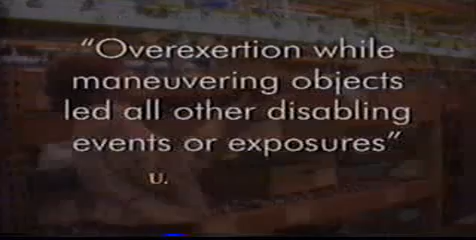 “Overexertion while
maneuvering objects
led all other disabling
events or exposures”
U.